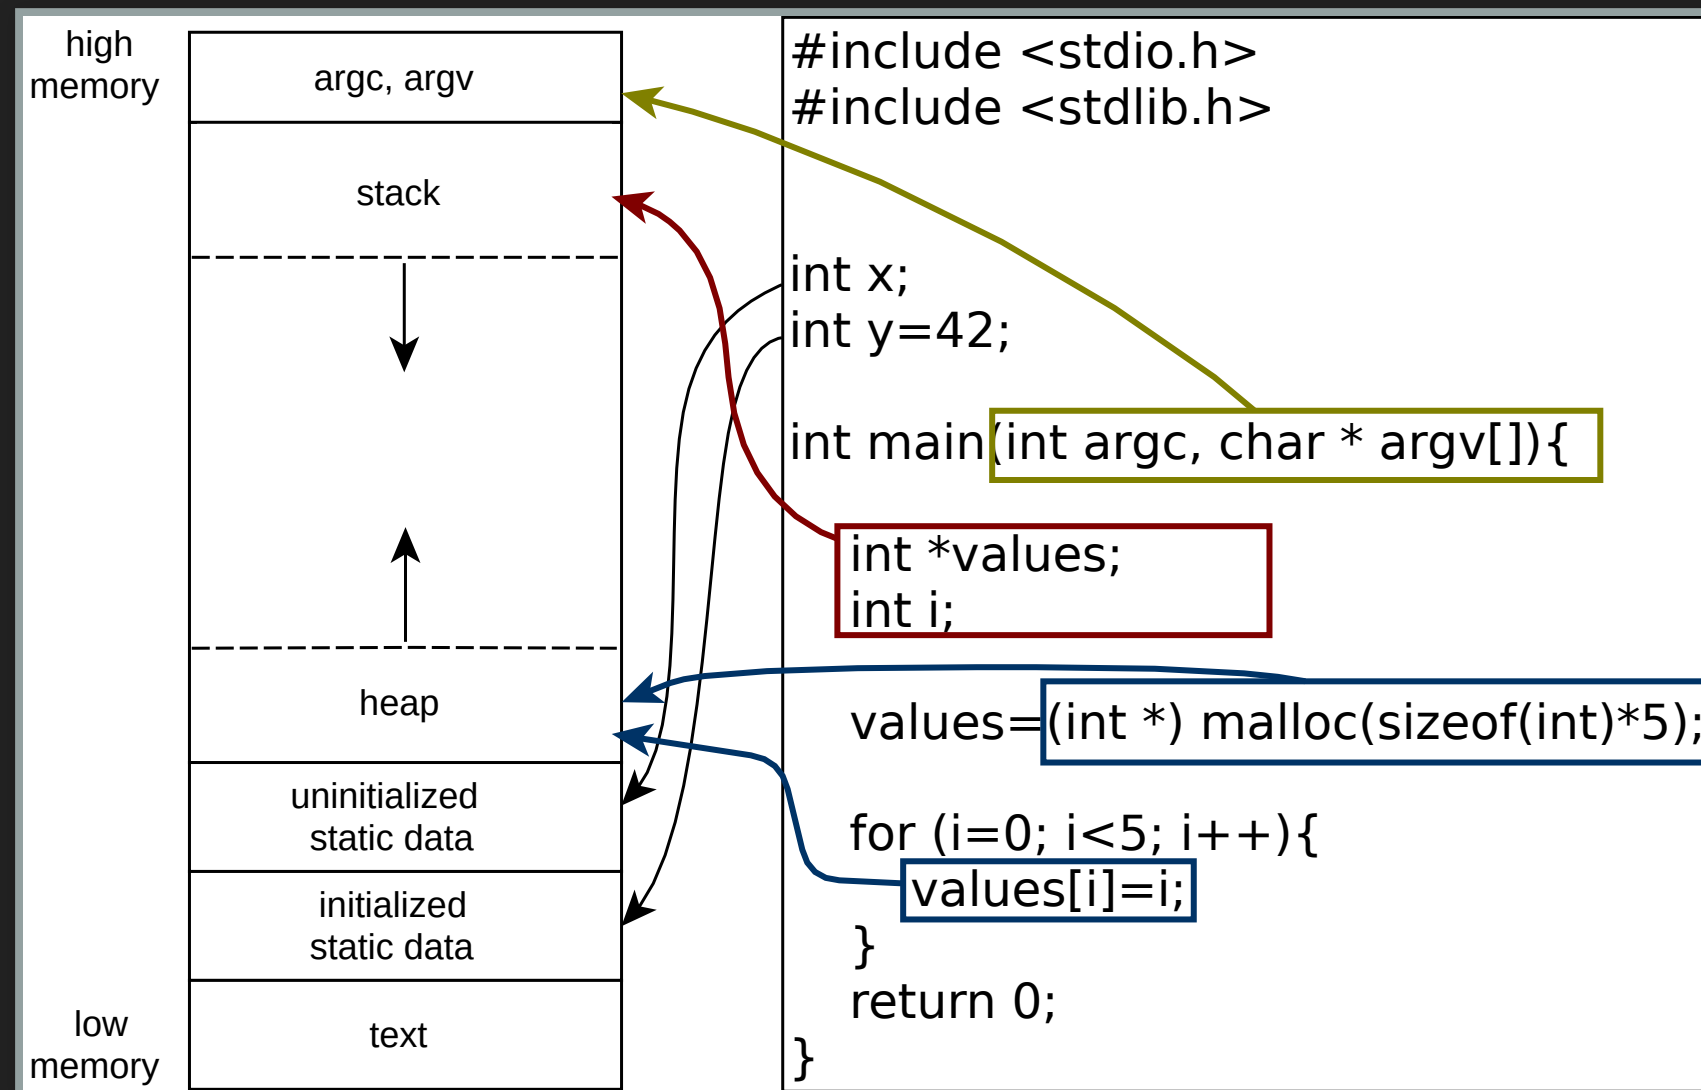 high
memory
argc, argv
stack
heap
uninitialized
static data
initialized
static data
text
low
memory
#include <stdio.h>
#include <stdlib.h>
int x;
int y=42;
int main(int argc, char * argv[]){
int *values;
int i;
values=(int *) malloc(sizeof(int)*5);
for (i=0; i<5; i++){
values[i]=i;
}
return 0;
}